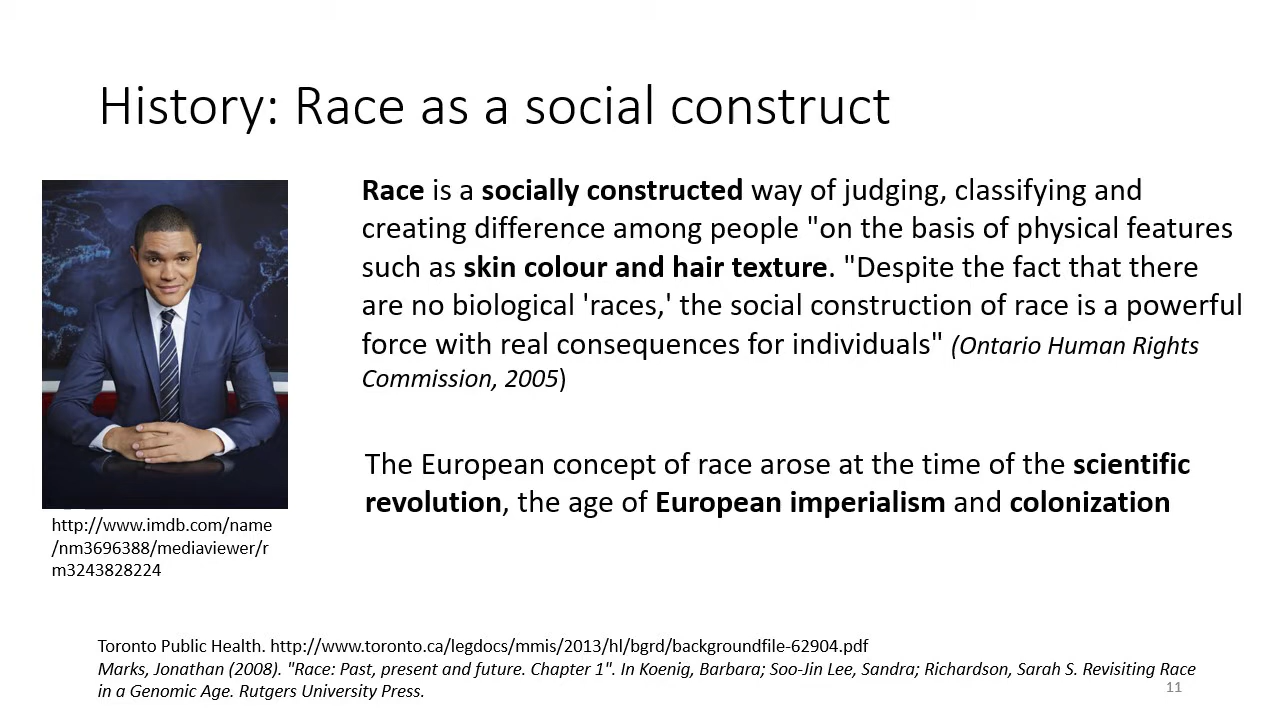 History: Race as a social construct
Race is a socially constructed way of judging, classifying and
creating difference among people "on the basis of physical features
such as skin colour and hair texture. "Despite the fact that there
are no biological 'races,' the social construction of race is a powerful
force with real consequences for individuals" (Ontario Human Rights
Commission, 2005)
The European concept of race arose at the time of the scientific
revolution, the age of European imperialism and colonization
http://www.imdb.com/name
/nm3696388/mediaviewer/r
m3243828224
Toronto Public Health. http://www.toronto.ca/legdocs/mmis/2013/hl/bgrd/backgroundfile-62904.pdf
Marks, Jonathan (2008). "Race: Past, present and future. Chapter 1". In Koenig, Barbara; Soo-Jin Lee, Sandra; Richardson, Sarah S. Revisiting Race
in a Genomic Age. Rutgers University Press.
11